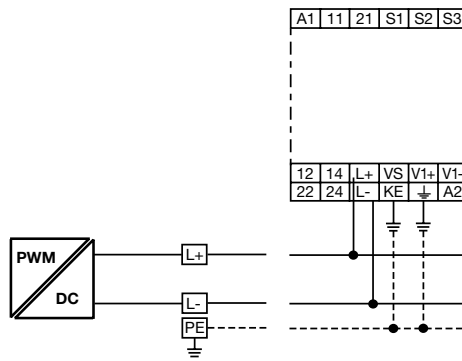 A1 11 21 S1 S2 S3
12 14 L+ VS V1+ V1-
22 24 L- KE A2
PWM
DC
L+
L-
PE